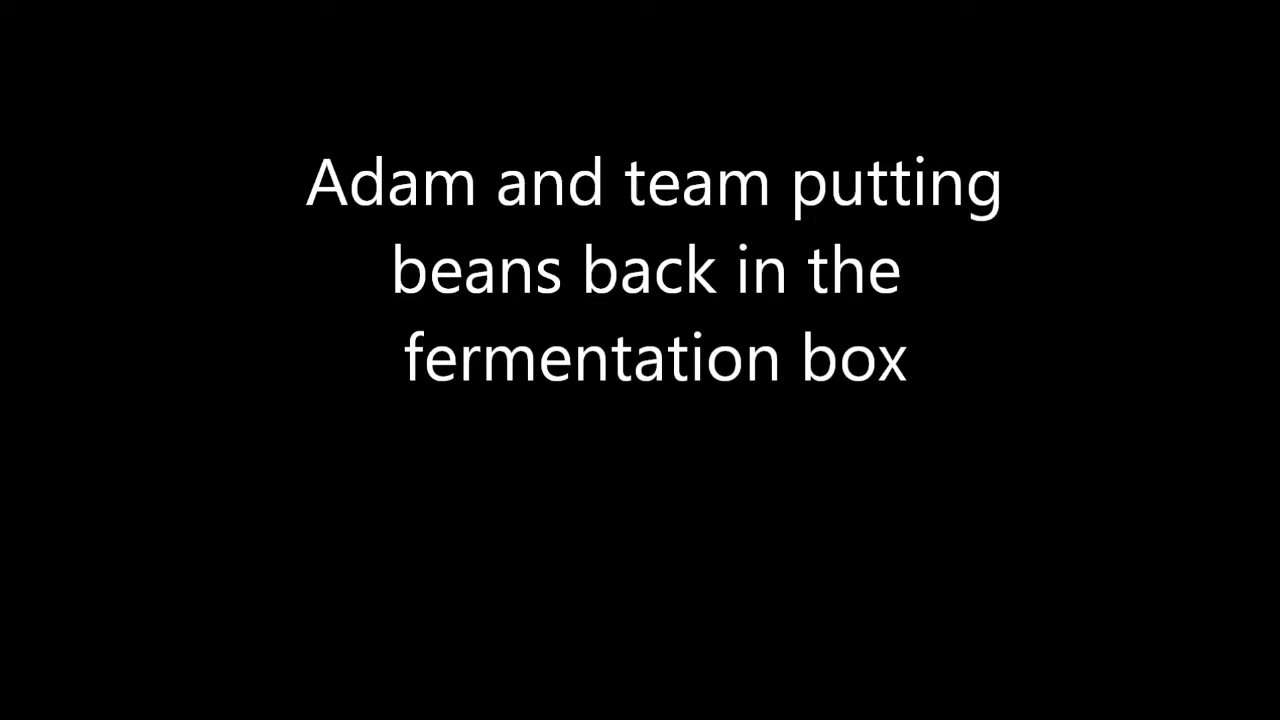 Adam and team putting
beans back in the
fermentation box